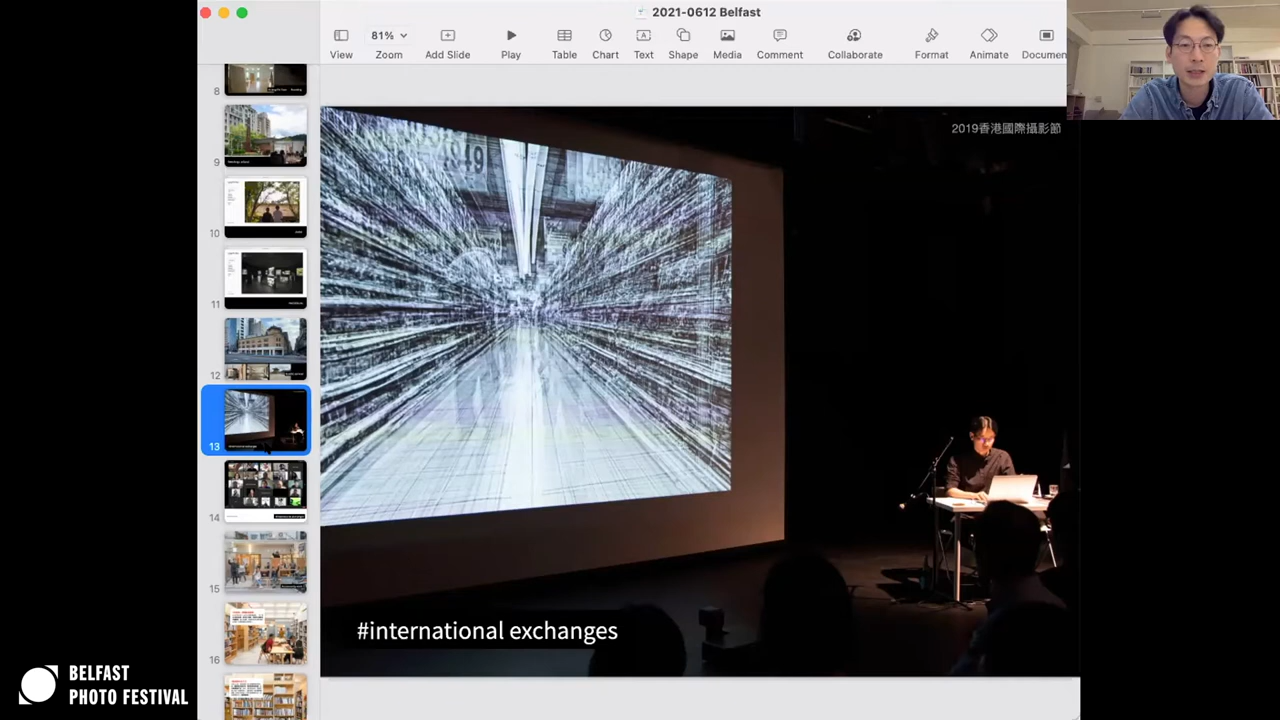 2021-0612 Belfast
81%
View
Zoom
Add Slide
Play
Table
Chart
Text
Shape
Media
Comment
Collaborate
Format
Animate
Documen
8
9
10
11
12
13
14
15
16
2019香港國際攝影節
#international exchanges
BELFAST
PHOTO FESTIVAL